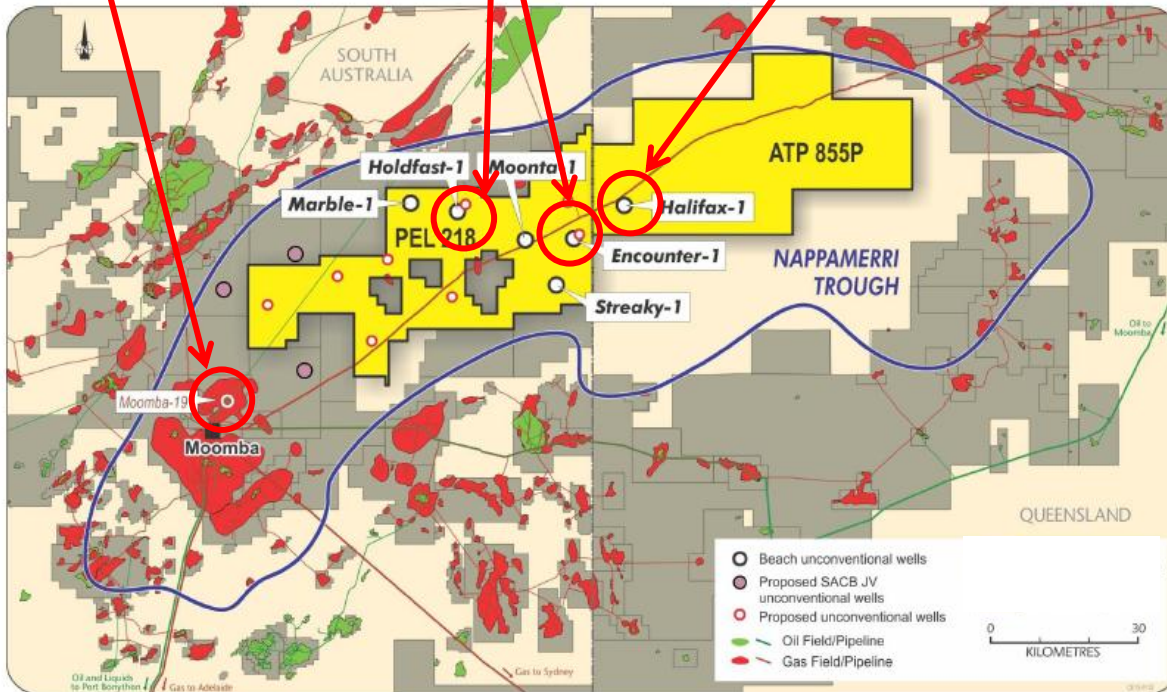 N
SOUTH
AUSTRALIA
ATP 855P
Holdfast-1
Moonta-1
Marble-1
Halifax-1
PEL 218
Encounter-1
NAPPAMERRI
TROUGH
Streaky-1
Oil to
Moomba
Moomba-19
Moomba
QUEENSLAND
Beach unconventional wells
Proposed SACB JV
unconventional wells
Proposed unconventional wells
Oil Field/Pipeline
Gas Field/Pipeline
0 30
KILOMETRES
Oil and Liquids
to Port Bonython
Gas to Adelaide
Gas to Sydney